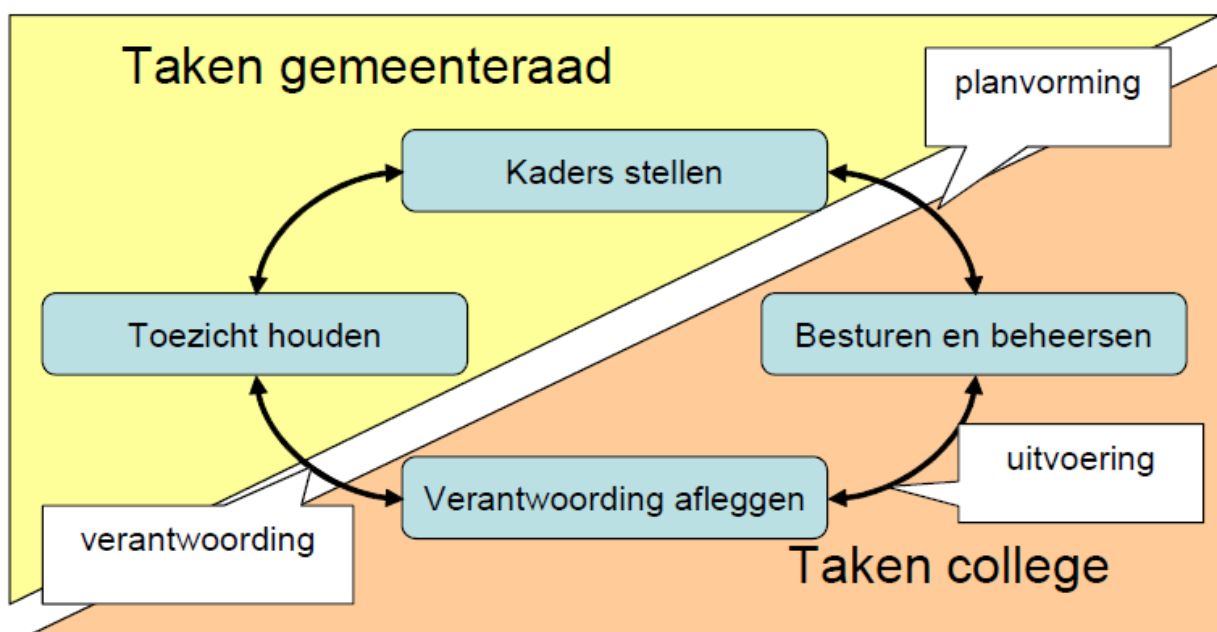 Taken gemeenteraad
planvorming
Kaders stellen
Toezicht houden
Besturen en beheersen
uitvoering
Verantwoording afleggen
verantwoording
Taken college